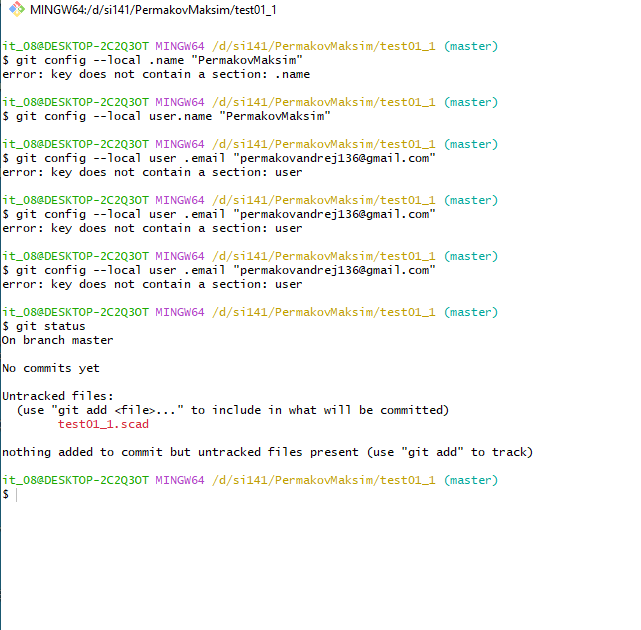 MINGW64:/d/si141/PermakovMaksim/test01_1
it_08@DESKTOP-2C2Q3OT MINGW64 /d/si141/PermakovMaksim/test01_1 (master)
$ git config --local .name "PermakovMaksim"
error: key does not contain a section: .name
it_08@DESKTOP-2C2Q3OT MINGW64 /d/si141/PermakovMaksim/test01_1 (master)
$ git config --local user.name "PermakovMaksim"
it_08@DESKTOP-2C2Q3OT MINGW64 /d/si141/PermakovMaksim/test01_1 (master)
$ git config --local user .email "permakovandrej136@gmail.com"
error: key does not contain a section: user
it_08@DESKTOP-2C2Q3OT MINGW64 /d/si141/PermakovMaksim/test01_1 (master)
$ git config --local user .email "permakovandrej136@gmail.com"
error: key does not contain a section: user
it_08@DESKTOP-2C2Q3OT MINGW64 /d/si141/PermakovMaksim/test01_1 (master)
$ git config --local user .email "permakovandrej136@gmail.com"
error: key does not contain a section: user
it_08@DESKTOP-2C2Q3OT MINGW64 /d/si141/PermakovMaksim/test01_1 (master)
$ git status
On branch master
No commits yet
Untracked files:
(use "git add <file>..." to include in what will be committed)
test01_1.scad
nothing added to commit but untracked files present (use "git add" to track)
it_08@DESKTOP-2C2Q3OT MINGW64 /d/si141/PermakovMaksim/test01_1 (master)
$